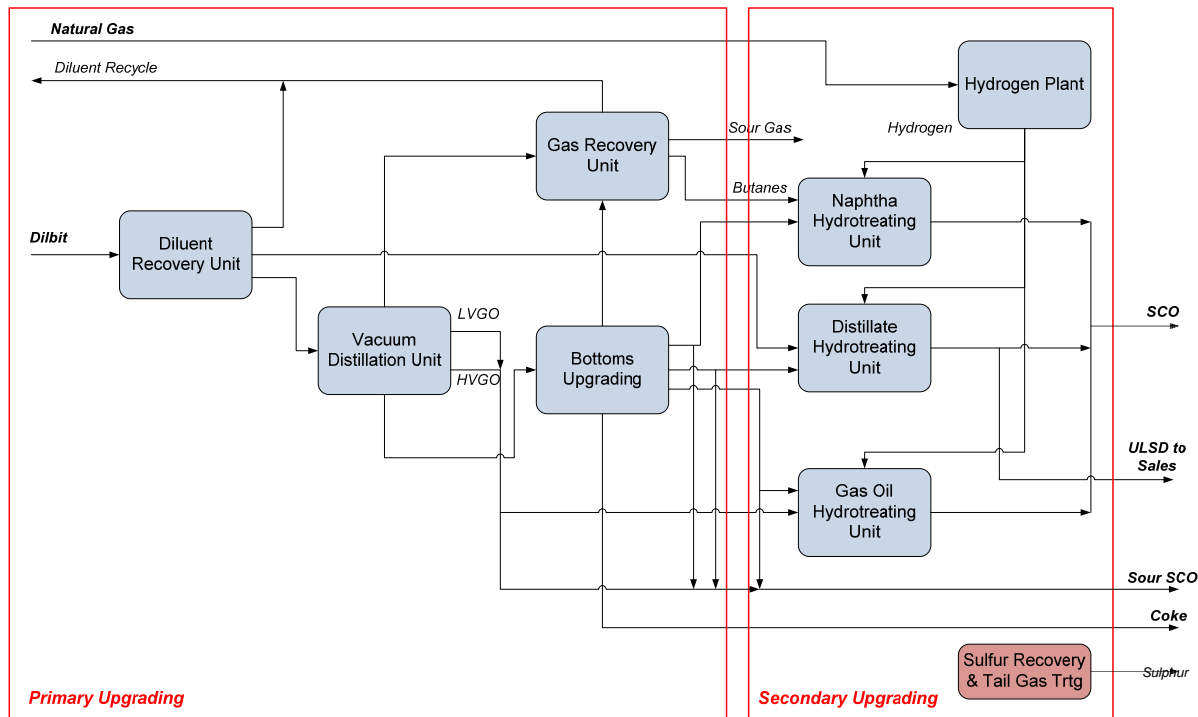 Natural Gas
Diluent Recycle
Hydrogen Plant
Hydrogen
Gas Recovery
Unit
Sour Gas
Butanes
Naphtha
Hydrotreating
Unit
Dilbit
Diluent
Recovery Unit
LVGO
Vacuum
Distillation Unit
HVGO
Bottoms
Upgrading
Distillate
Hydrotreating
Unit
SCO
ULSD to
Sales
Gas Oil
Hydrotreating
Unit
Sour SCO
Coke
Sulfur Recovery
& Tail Gas Trtg
Sulphur
Primary Upgrading
Secondary Upgrading